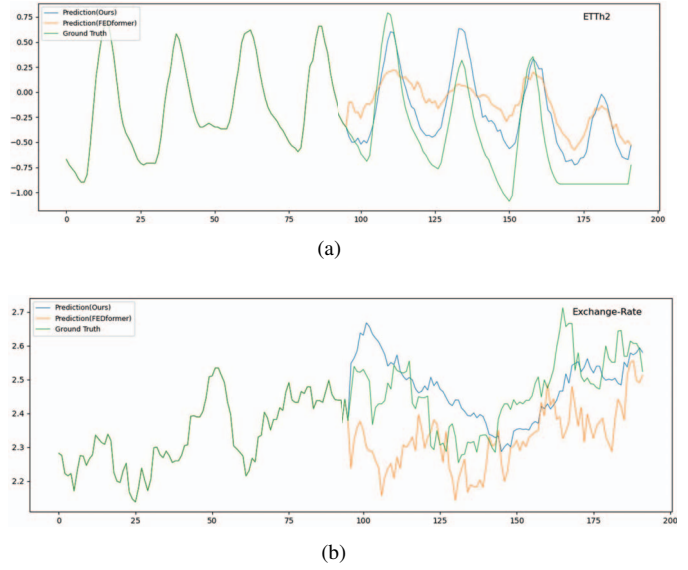 ETTh2
Prediction(Ours)
Prediction(FEDformer)
Ground Truth
0.75
0.50
0.25
0.00
−0.25
−0.50
−0.75
−1.00
0 25 50 75 100 125 150 175 200
(a)
Exchange-Rate
Prediction(Ours)
Prediction(FEDformer)
Ground Truth
2.7
2.6
2.5
2.4
2.3
2.2
0 25 50 75 100 125 150 175 200
(b)